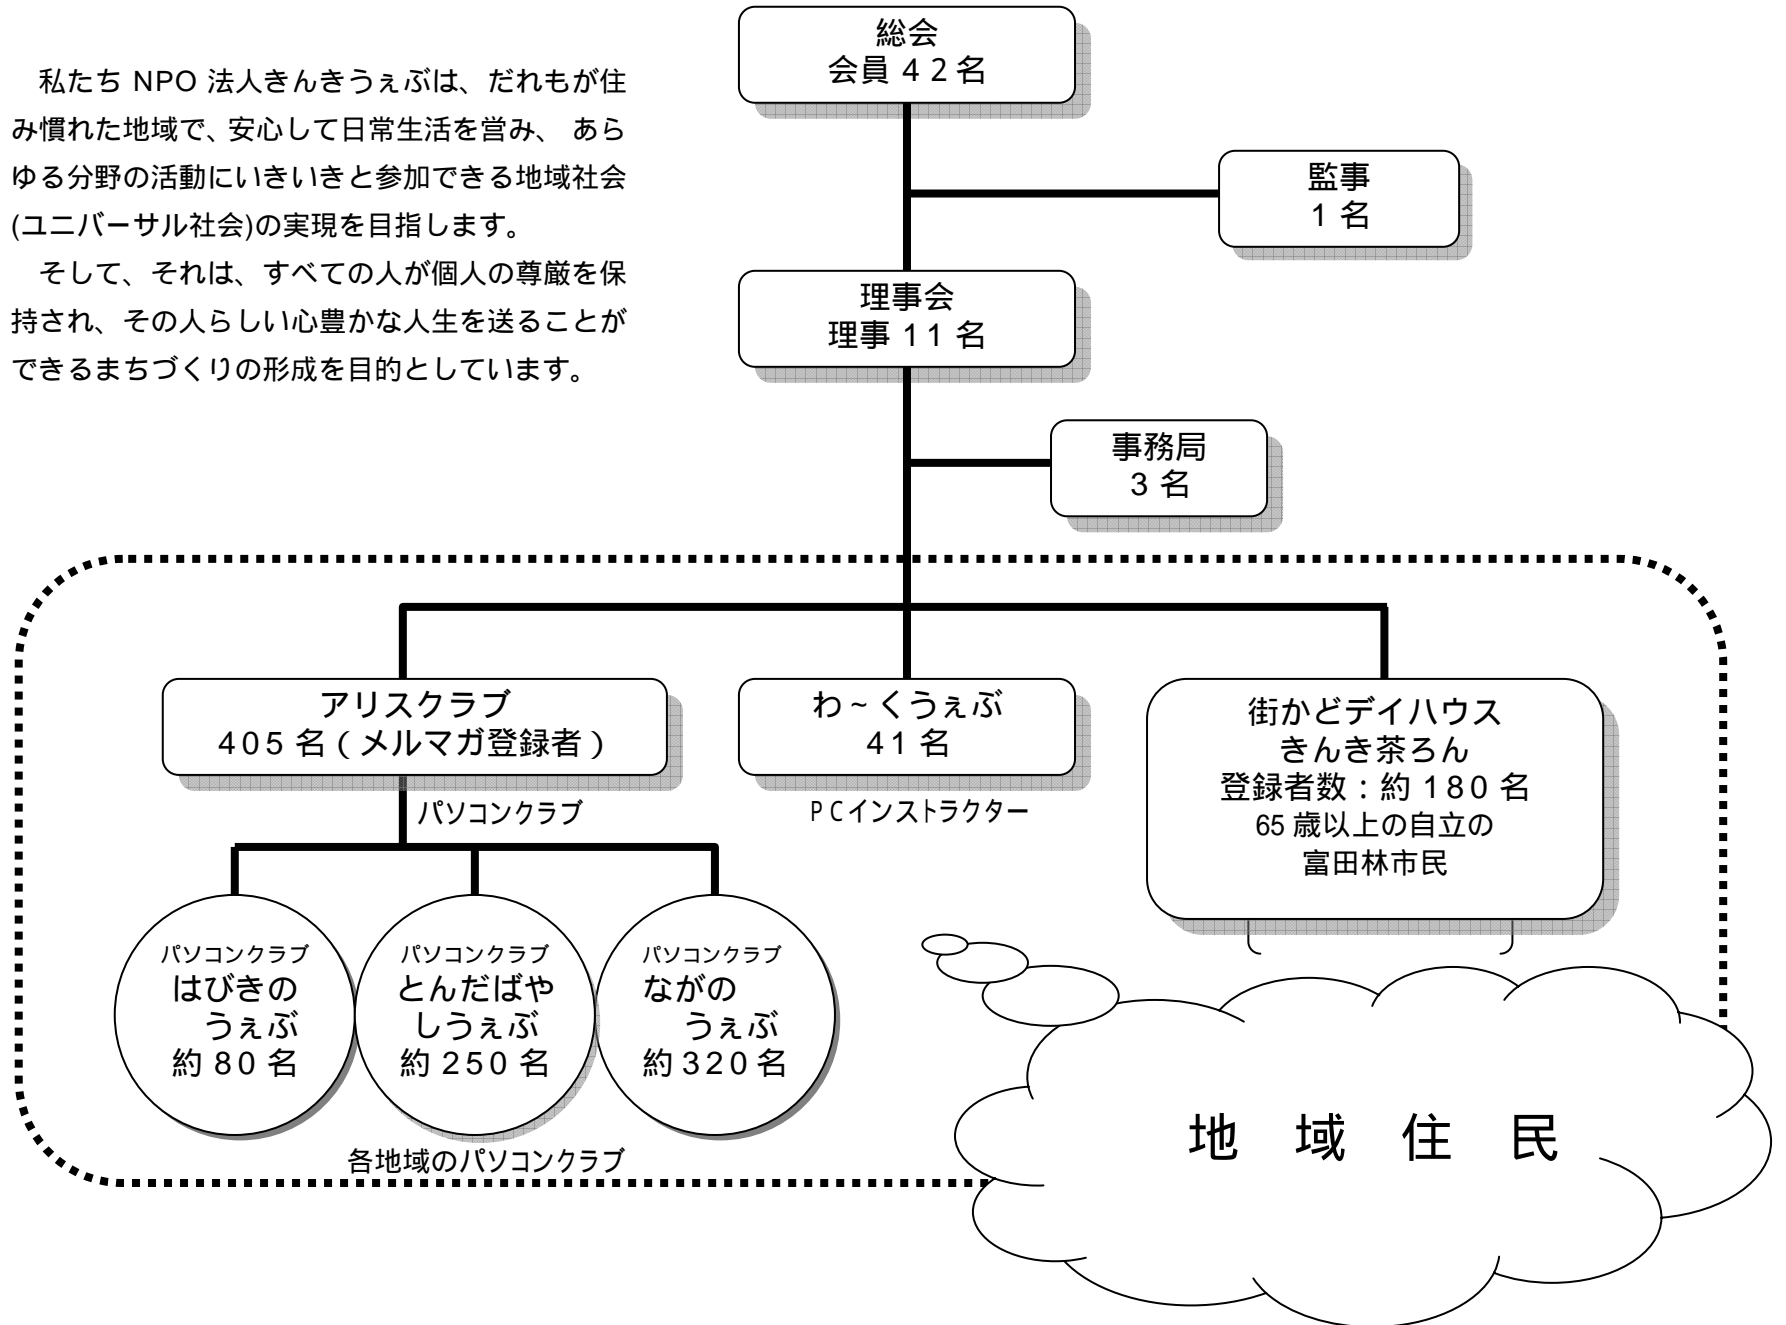 私たち NPO 法人きんきうぇぶは、だれもが住
み慣れた地域で、安心して日常生活を営み、 あら
ゆる分野の活動にいきいきと参加できる地域社会
(ユニバーサル社会)の実現を目指します。
そして、それは、すべての人が個人の尊厳を保
持され、その人らしい心豊かな人生を送ることが
できるまちづくりの形成を目的としています。
総会
会員 42 名
監事
1 名
理事会
理事 11 名
事務局
3 名
アリスクラブ
405 名(メルマガ登録者)
パソコンクラブ
わ~くうぇぶ
41 名
PCインストラクター
街かどデイハウス
きんき茶ろん
登録者数:約 180 名
65 歳以上の自立の
富田林市民
パソコンクラブ
はびきの
うぇぶ
約 80 名
パソコンクラブ
とんだばや
しうぇぶ
約 250 名
パソコンクラブ
ながの
うぇぶ
約 320 名
各地域のパソコンクラブ
地 域 住 民